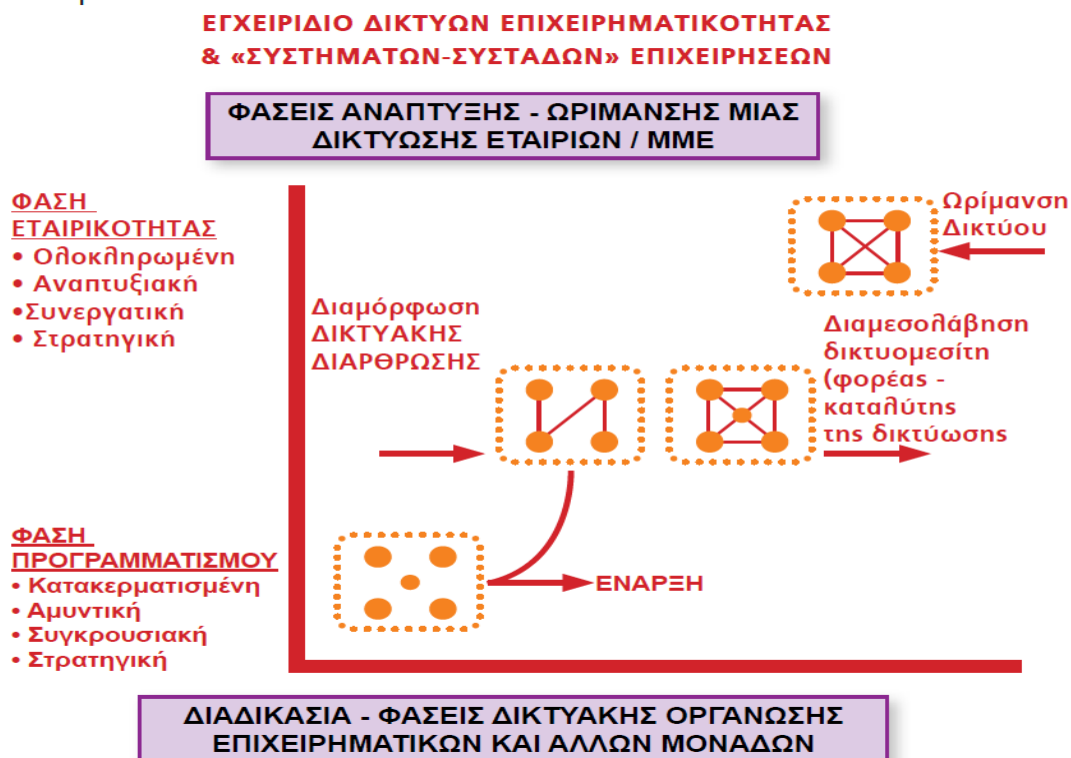 ΕΓΧΕΙΡΙΔΙΟ ΔΙΚΤΥΩΝ ΕΠΙΧΕΙΡΗΜΑΤΙΚΟΤΗΤΑΣ
& «ΣΥΣΤΗΜΑΤΩΝ-ΣΥΣΤΑΔΩΝ» ΕΠΙΧΕΙΡΗΣΕΩΝ
ΦΑΣΕΙΣ ΑΝΑΠΤΥΞΗΣ - ΩΡΙΜΑΝΣΗΣ ΜΙΑΣ
ΔΙΚΤΥΩΣΗΣ ΕΤΑΙΡΙΩΝ / ΜΜΕ
ΦΑΣΗ
ΕΤΑΙΡΙΚΟΤΗΤΑΣ
• Ολοκληρωμένη
• Αναπτυξιακή
•Συνεργατική
• Στρατηγική
Διαμόρφωση
ΔΙΚΤΥΑΚΗΣ
ΔΙΑΡΘΡΩΣΗΣ
Ωρίμανση
Δικτύου
Διαμεσολάβηση
δικτυομεσίτη
(φορέας -
καταλύτης
της δικτύωσης
ΦΑΣΗ
ΠΡΟΓΡΑΜΜΑΤΙΣΜΟΥ
• Κατακερματισμένη
• Αμυντική
• Συγκρουσιακή
• Στρατηγική
ΕΝΑΡΞΗ
ΔΙΑΔΙΚΑΣΙΑ - ΦΑΣΕΙΣ ΔΙΚΤΥΑΚΗΣ ΟΡΓΑΝΩΣΗΣ
ΕΠΙΧΕΙΡΗΜΑΤΙΚΩΝ ΚΑΙ ΑΛΛΩΝ ΜΟΝΑΔΩΝ